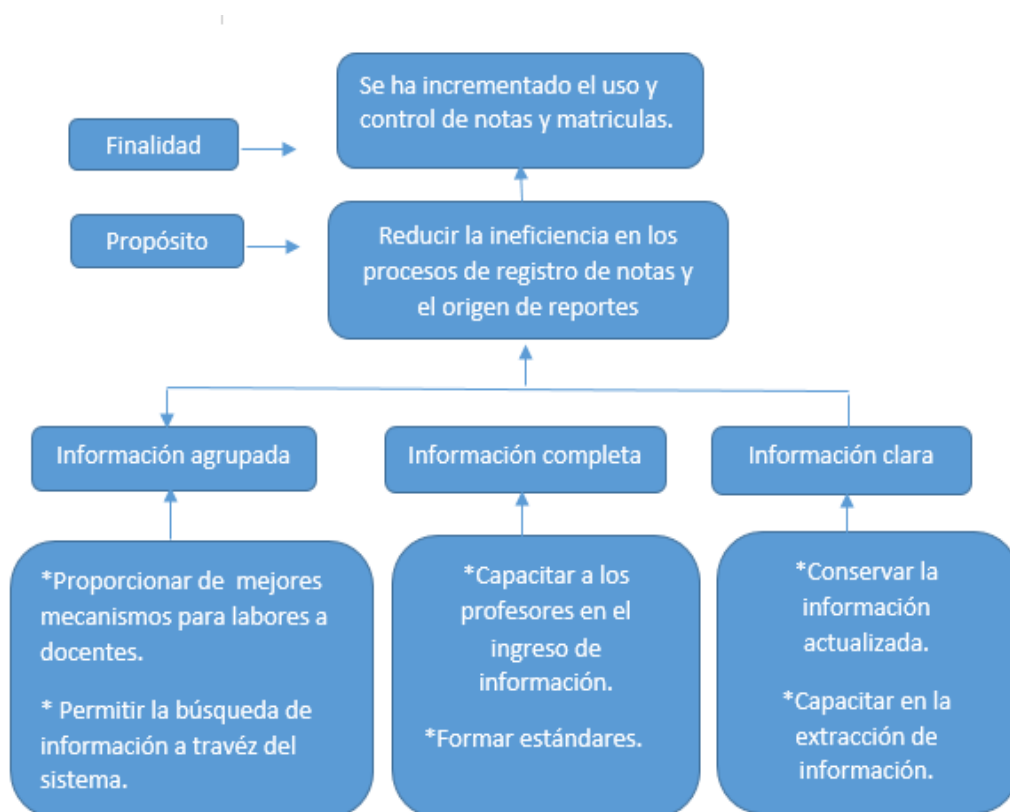 Se ha incrementado el uso y
control de notas y matriculas.
Finalidad
Propósito
Reducir la ineficiencia en los
procesos de registro de notas y
el origen de reportes
Información agrupada
Información completa
Información clara
*Proporcionar de mejores
mecanismos para labores a
docentes.
* Permitir la búsqueda de
información a travéz del
sistema.
*Capacitar a los
profesores en el
ingreso de
información.
*Formar estándares.
*Conservar la
información
actualizada.
*Capacitar en la
extracción de
información.